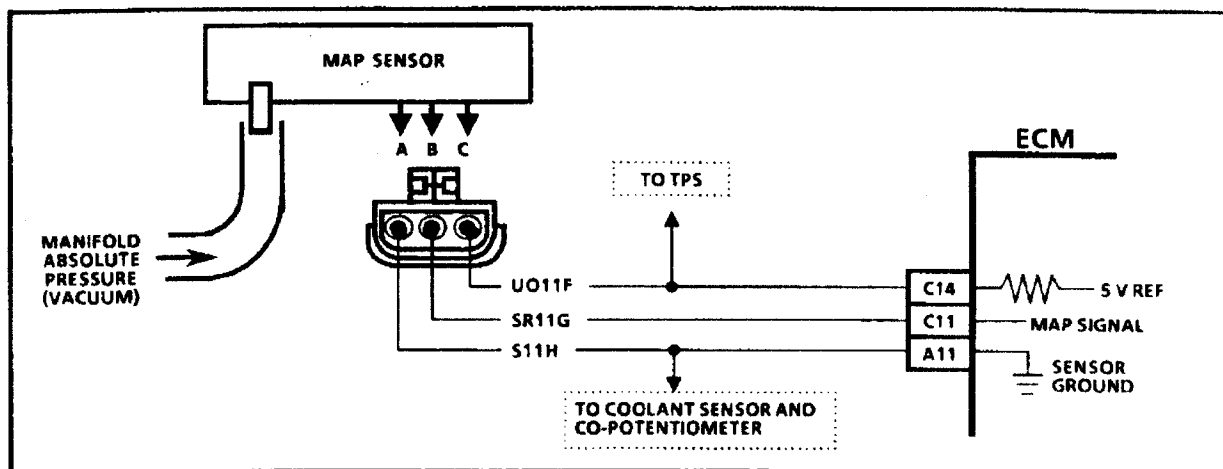 MAP SENSOR
A B C
ECM
TO TPS
MANIFOLD
ABSOLUTE
PRESSURE
(VACUUM)
UO11F
C14
5 V REF
SR11G
C11
MAP SIGNAL
S11H
A11
SENSOR
GROUND
TO COOLANT SENSOR AND
CO-POTENTIOMETER